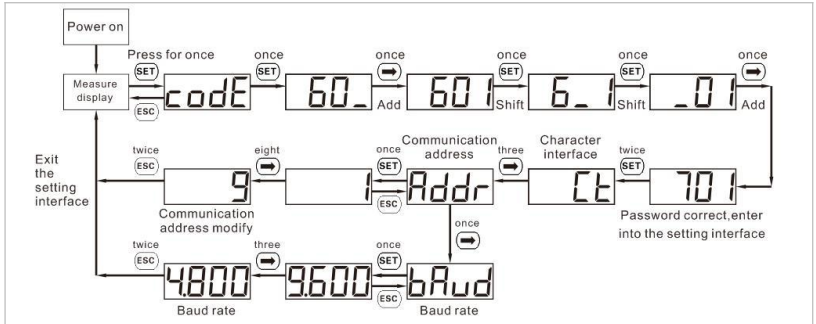 Power on
Press for once
once
once
once
once
once
SET
SET
➡
SET
SET
➡
Measure
display
ESC
codE
60_
Add
601
Shift
6_1
Shift
_01
Add
Communication
address
Character
interface
Exit
the
setting
interface
twice
eight
once
three
twice
ESC
➡
SET
➡
SET
9
1
ESC
Addr
Ct
701
Communication
address modify
Password correct,enter
into the setting interface
once
➡
twice
three
once
ESC
➡
SET
4.800
9.600
ESC
bAud
Baud rate
Baud rate